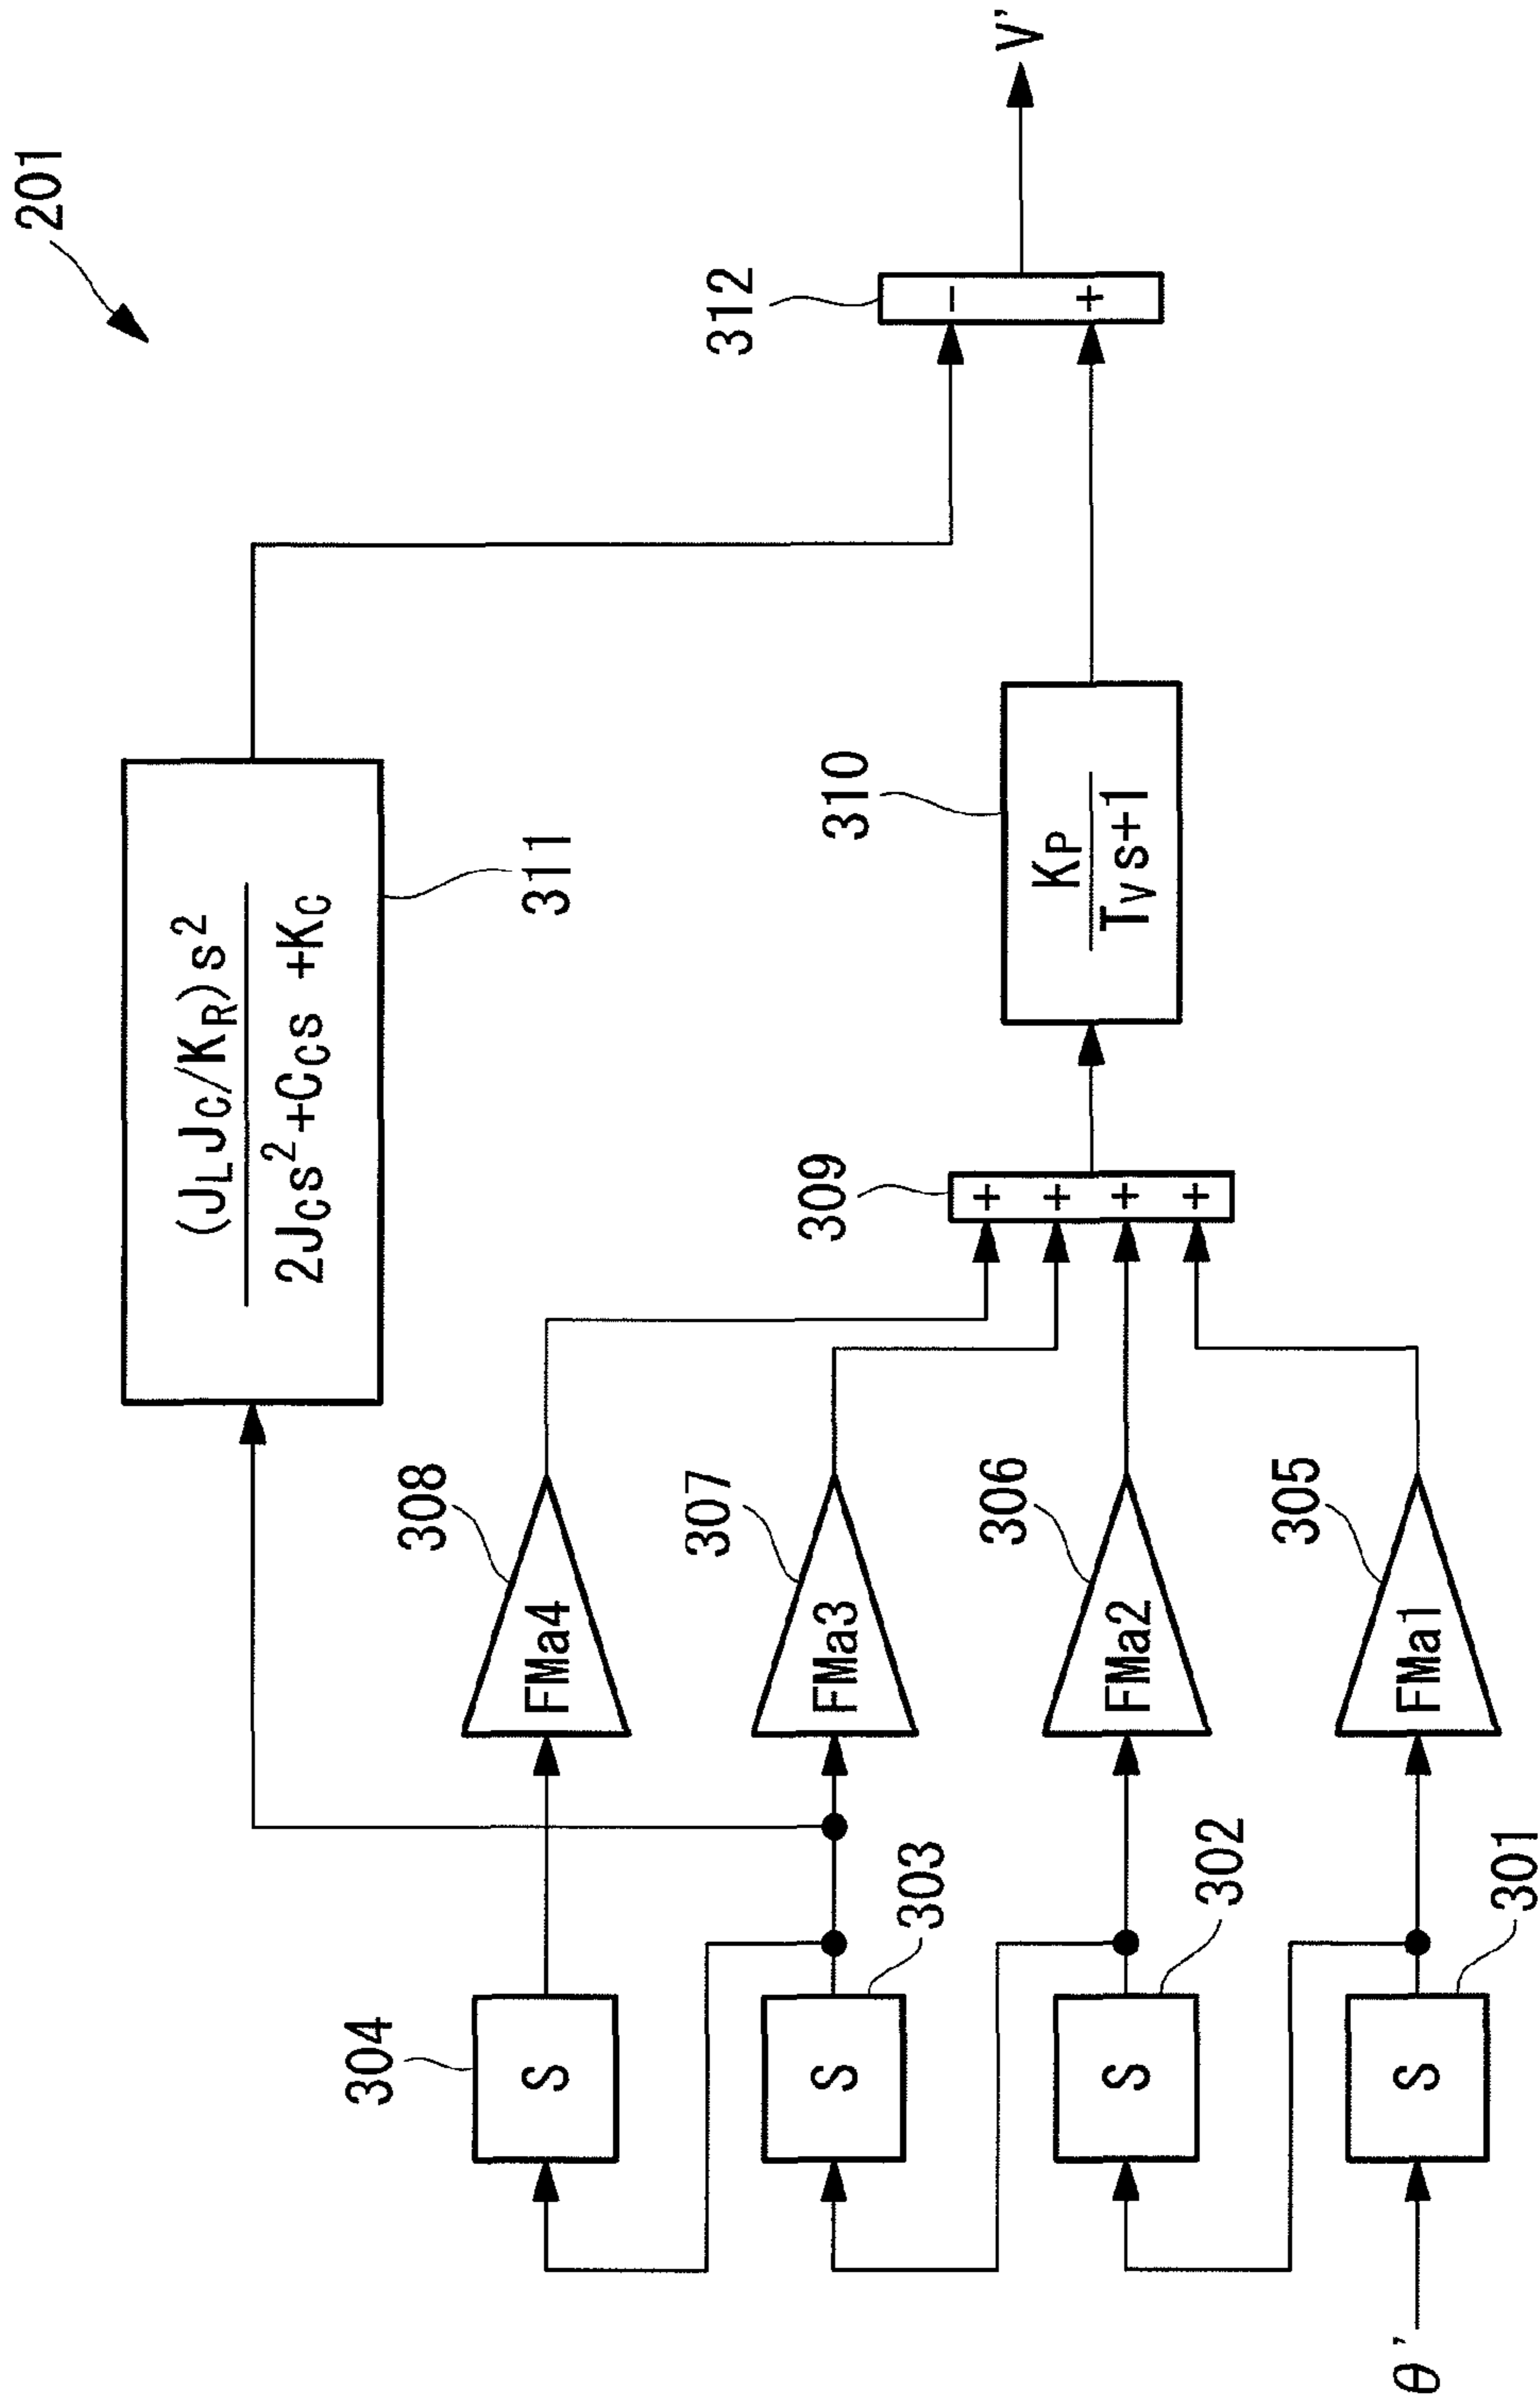 201
(JLJC/KR)s²
2JCs²+CCs +KC
311
304
S
308
FMa4
303
S
307
FMa3
309
+
+
+
+
310
KP
TVs+1
312
-
+
V'
302
S
306
FMa2
θ'
301
S
305
FMa1